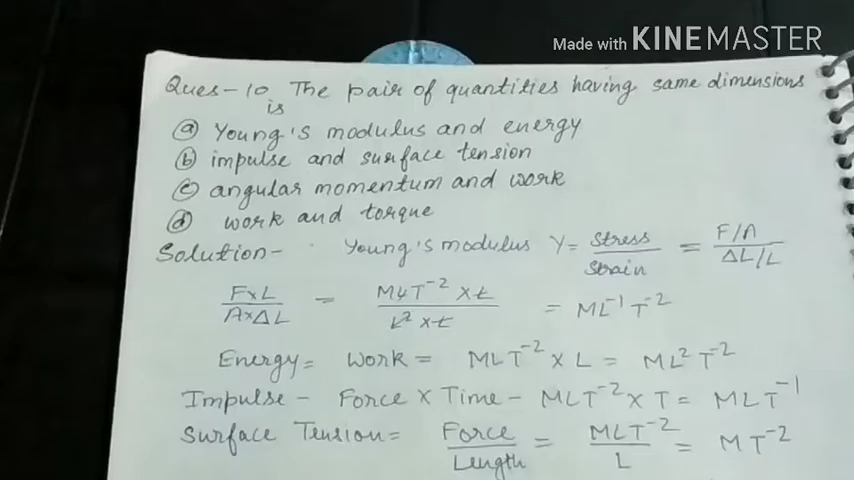 Made with KINEMASTER
Ques-10 The pair of quantities having same dimensions
is
(a) Young's modulus and energy
(b) impulse and surface tension
(c) angular momentum and work
(d) work and torque
Solution- Young's modulus Y = Stress/Strain = F/A / ΔL/L
F×L / A×ΔL = MLT⁻² × L / L² × L = ML⁻¹T⁻²
Energy = Work = MLT⁻² × L = ML²T⁻²
Impulse - Force × Time - MLT⁻² × T = MLT⁻¹
Surface Tension = Force/Length = MLT⁻²/L = MT⁻²